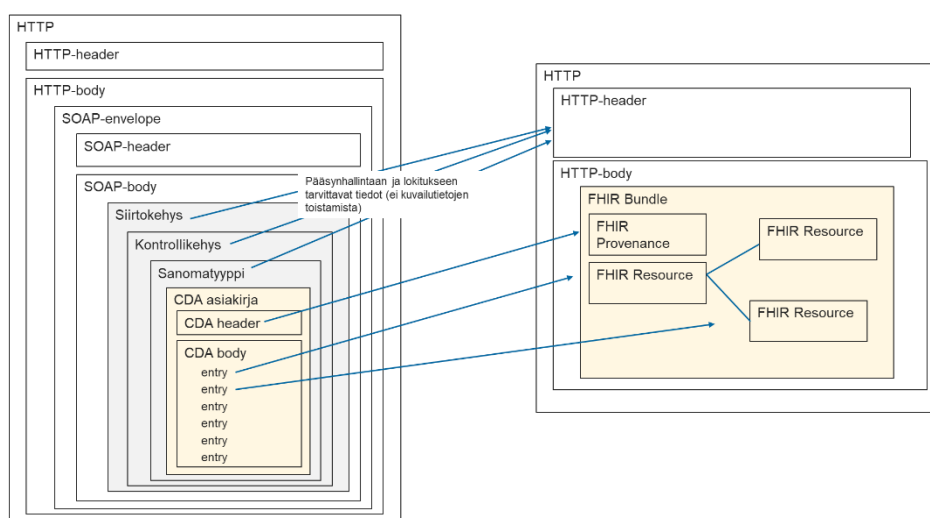 HTTP
HTTP-header
HTTP-body
SOAP-envelope
SOAP-header
SOAP-body
Siirtokehys
Kontrollikehys
Sanomatyyppi
CDA asiakirja
CDA header
CDA body
entry
entry
entry
entry
entry
entry
Pääsynhallintaan ja lokitukseen
tarvittavat tiedot (ei kuvailutietojen
toistamista)
HTTP
HTTP-header
HTTP-body
FHIR Bundle
FHIR
Provenance
FHIR Resource
FHIR Resource
FHIR Resource